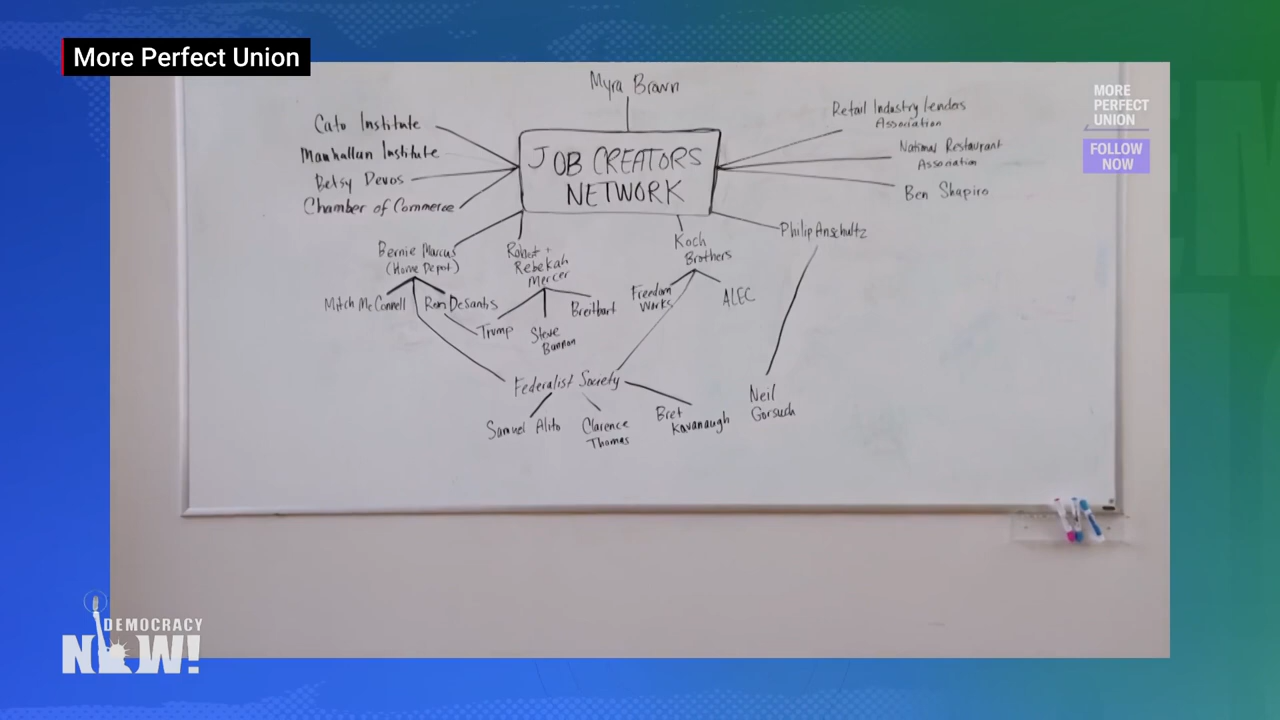 More Perfect Union
Myra Brown
MORE
PERFECT
UNION
FOLLOW
NOW
Cato Institute
Manhattan Institute
Betsy Devos
Chamber of Commerce
JOB CREATORS
NETWORK
Retail Industry Lenders
Association
National Restaurant
Association
Ben Shapiro
Bernie Marcus
(Home Depot)
Robert +
Rebekah
Mercer
Koch
Brothers
Philip Anschultz
Mitch McConnell
Ron DeSantis
Trump
Steve
Bannon
Breitbart
Freedom
Works
ALEC
Federalist Society
Samuel Alito
Clarence
Thomas
Bret
Kavanaugh
Neil
Gorsuch
DEMOCRACY
NOW!